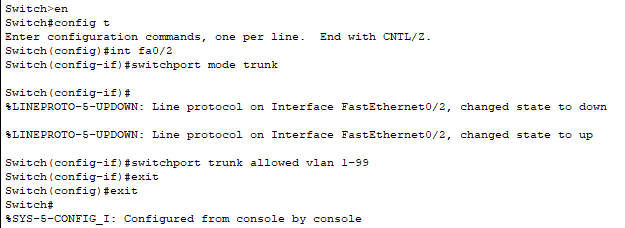 Switch>en
Switch#config t
Enter configuration commands, one per line.  End with CNTL/Z.
Switch(config)#int fa0/2
Switch(config-if)#switchport mode trunk
Switch(config-if)#
%LINEPROTO-5-UPDOWN: Line protocol on Interface FastEthernet0/2, changed state to down
%LINEPROTO-5-UPDOWN: Line protocol on Interface FastEthernet0/2, changed state to up
Switch(config-if)#switchport trunk allowed vlan 1-99
Switch(config-if)#exit
Switch(config)#exit
Switch#
%SYS-5-CONFIG_I: Configured from console by console